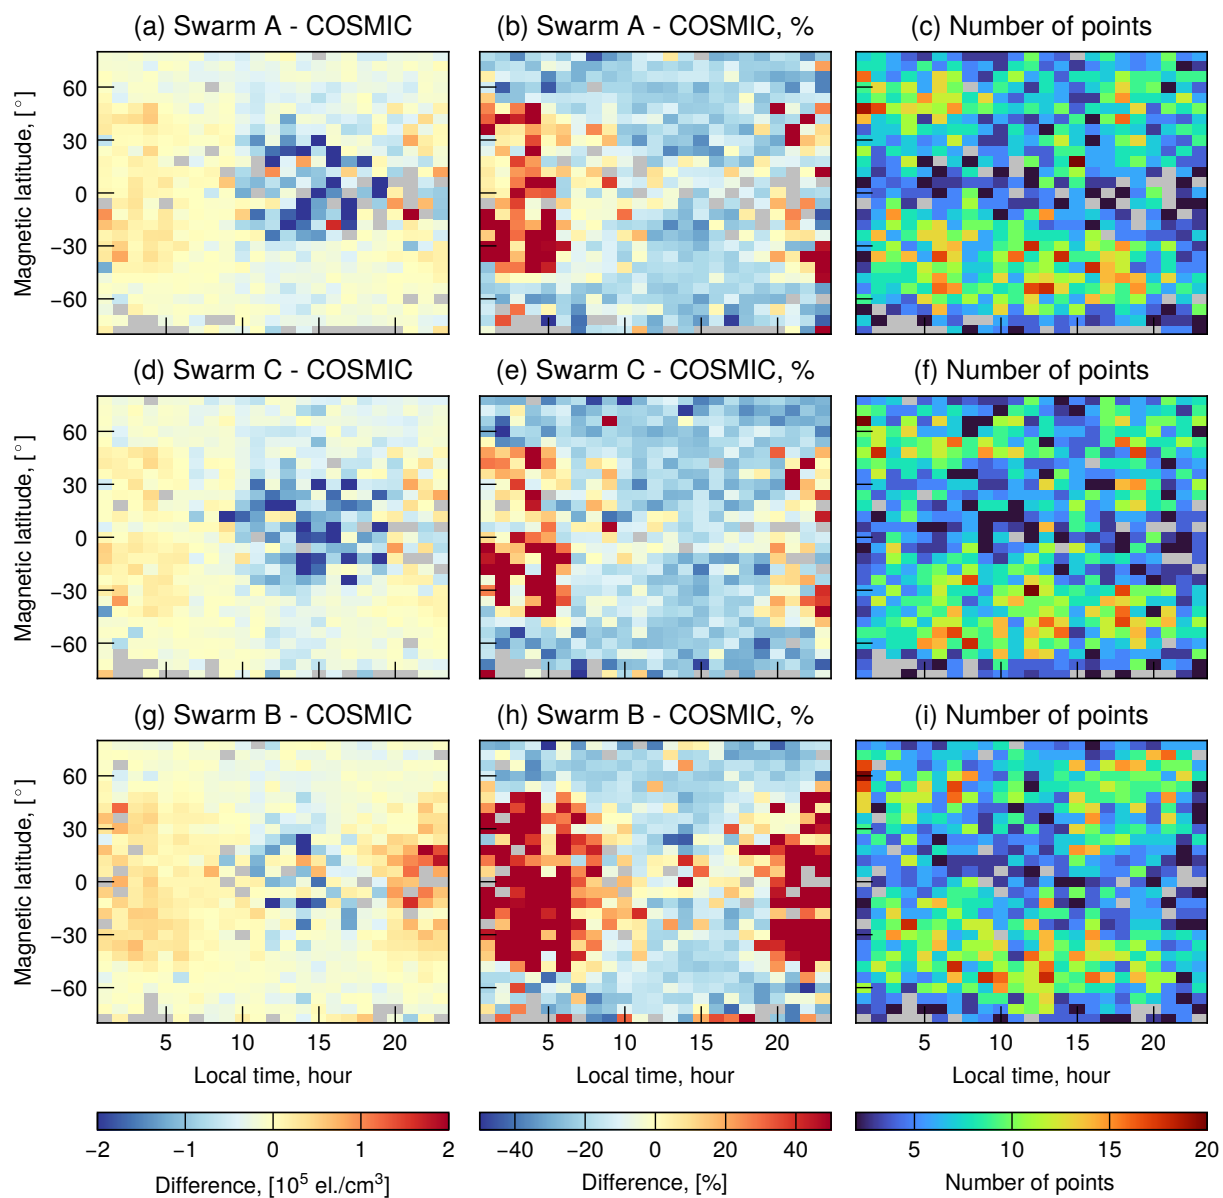 (a) Swarm A - COSMIC
(b) Swarm A - COSMIC, %
(c) Number of points
Magnetic latitude, [°]
60
30
0
−30
−60
(d) Swarm C - COSMIC
(e) Swarm C - COSMIC, %
(f) Number of points
Magnetic latitude, [°]
60
30
0
−30
−60
(g) Swarm B - COSMIC
(h) Swarm B - COSMIC, %
(i) Number of points
Magnetic latitude, [°]
60
30
0
−30
−60
5 10 15 20
5 10 15 20
5 10 15 20
Local time, hour
Local time, hour
Local time, hour
−2 −1 0 1 2
−40 −20 0 20 40
5 10 15 20
Difference, [10⁵ el./cm³]
Difference, [%]
Number of points